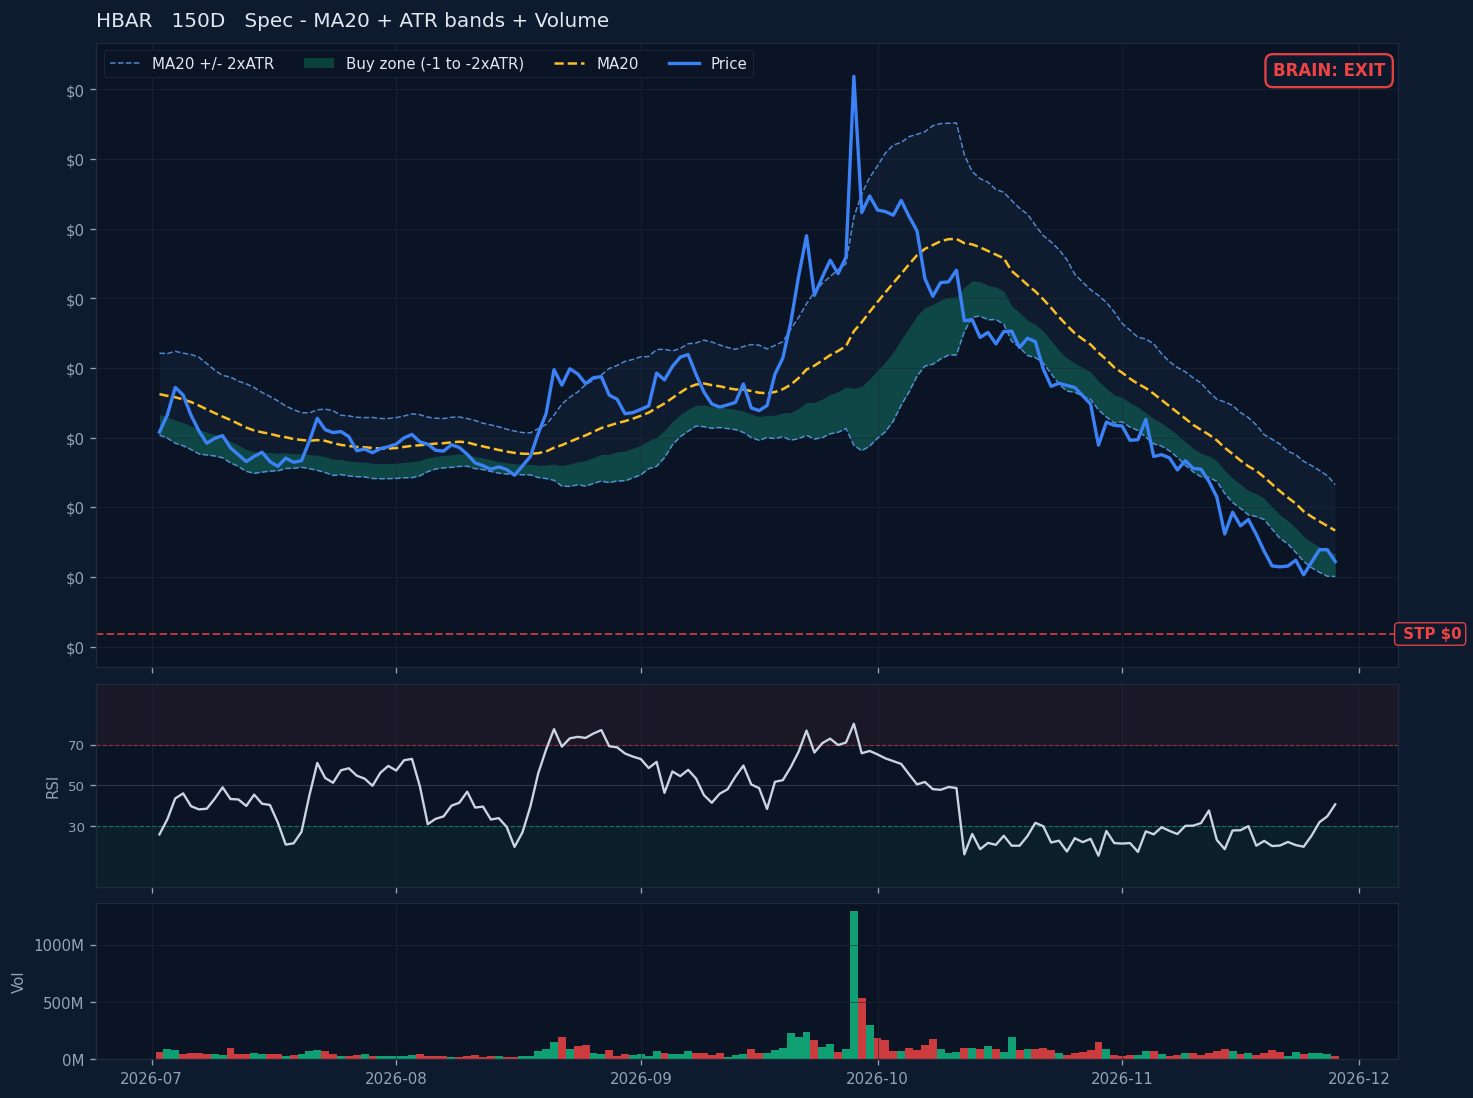 HBAR 150D Spec - MA20 + ATR bands + Volume
MA20 +/- 2xATR
Buy zone (-1 to -2xATR)
MA20
Price
BRAIN: EXIT
$0
$0
$0
$0
$0
$0
$0
$0
$0
STP $0
RSI
70
50
30
Vol
1000M
500M
0M
2026-07
2026-08
2026-09
2026-10
2026-11
2026-12